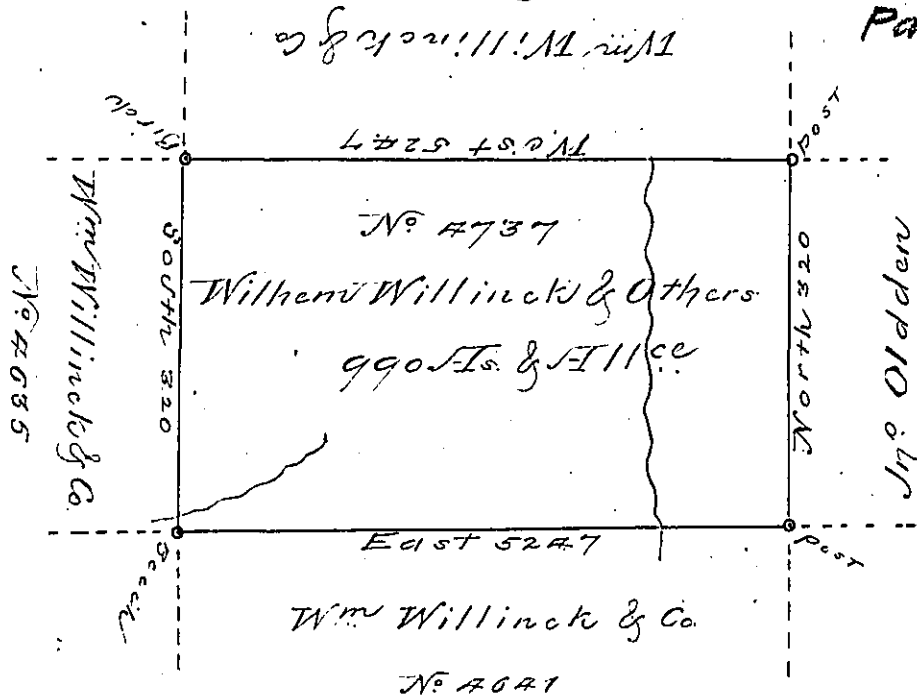 Pa
Wm Willinck & Co
Birch
Post
West 5247
Wm Willinck & Co.
No 4635
South 320
No 4737
Wilhem Willinck & Others
990 As. & All ce
North 320
Jno Oldden
Beech
East 5247
Post
Wm Willinck & Co.
No 4641